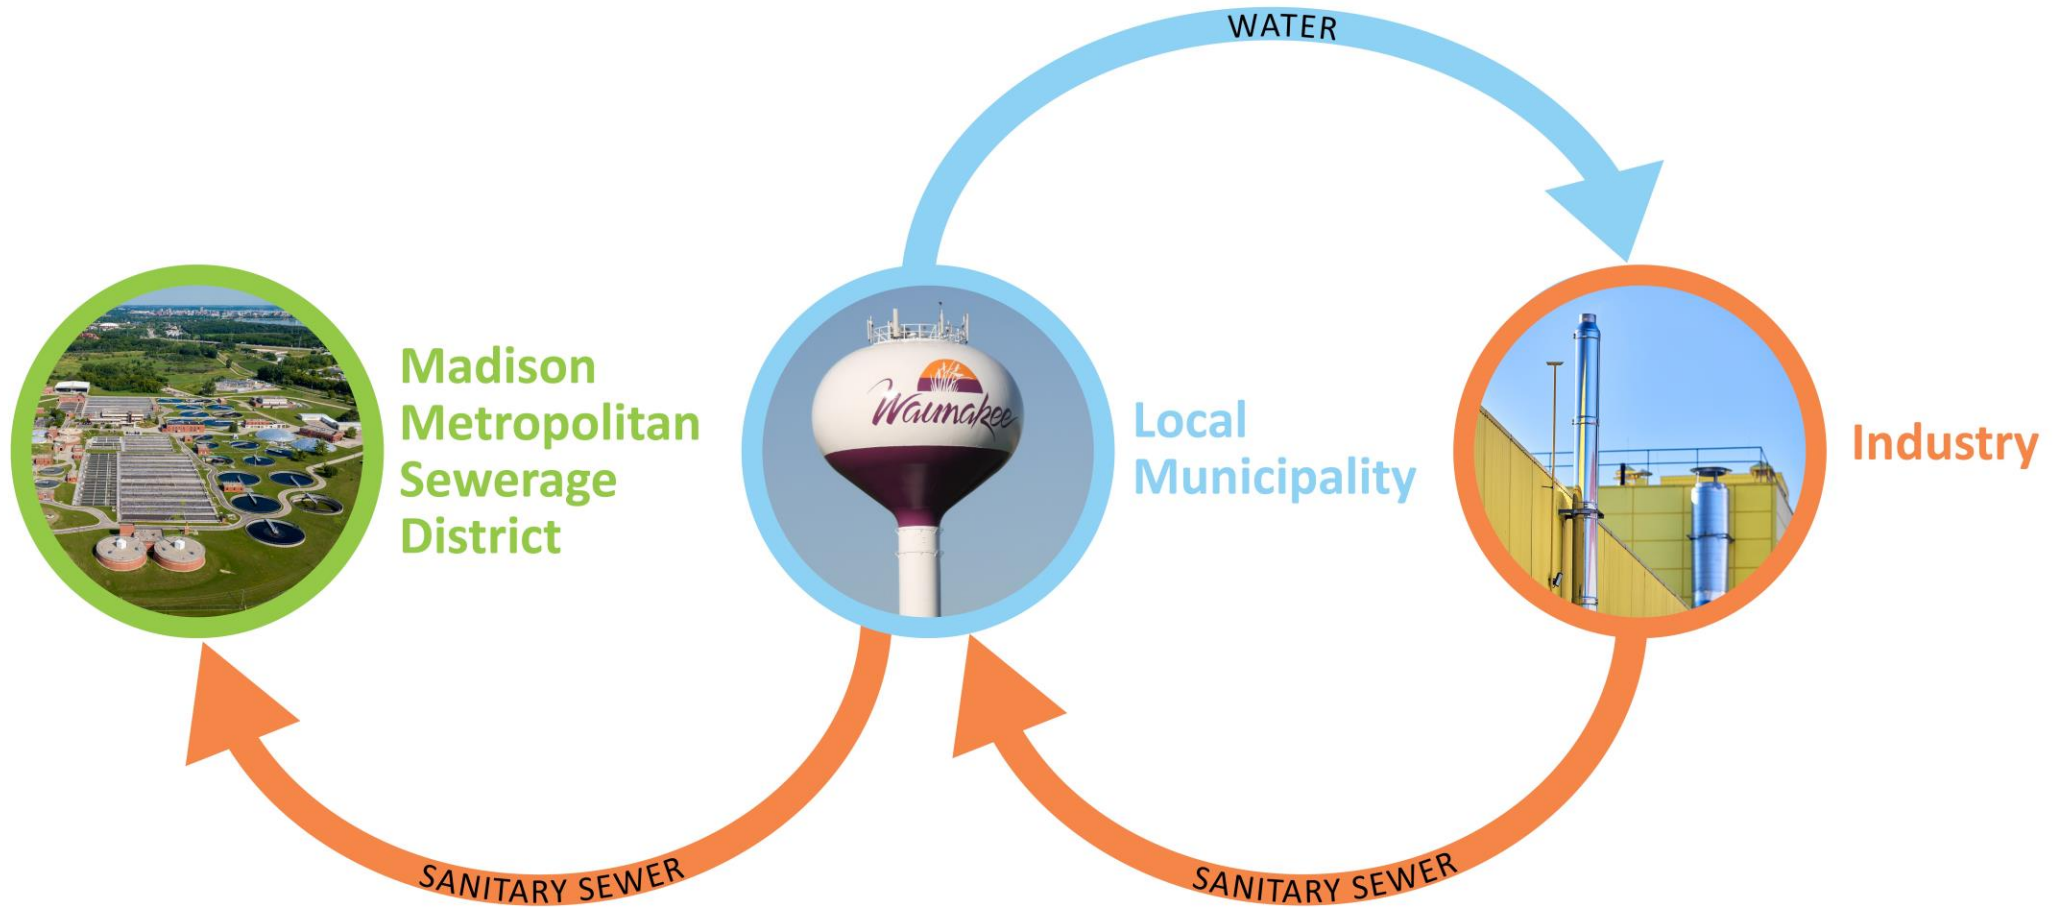 WATER
Madison
Metropolitan
Sewerage
District
Waunakee
Local
Municipality
Industry
SANITARY SEWER
SANITARY SEWER